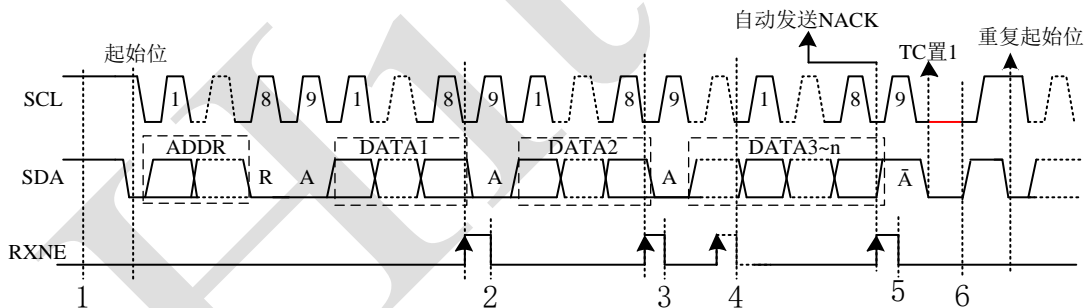 自动发送NACK
起始位
TC置1
重复起始位
SCL
1 8 9 1 8 9 1 8 9 1 8 9
ADDR DATA1 DATA2 DATA3~n
SDA
R A A A Ā
RXNE
1 2 3 4 5 6